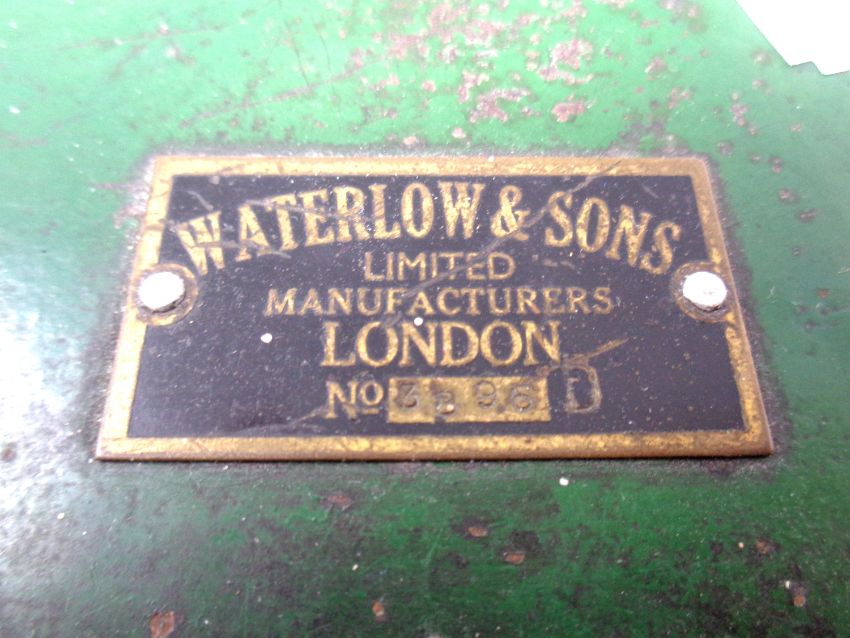 WATERLOW & SONS
LIMITED
MANUFACTURERS
LONDON
No D